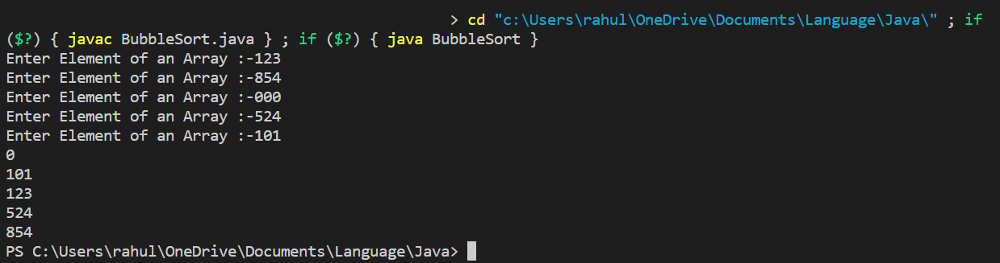 > cd "c:\Users\rahul\OneDrive\Documents\Language\Java\" ; if
($?) { javac BubbleSort.java } ; if ($?) { java BubbleSort }
Enter Element of an Array :-123
Enter Element of an Array :-854
Enter Element of an Array :-000
Enter Element of an Array :-524
Enter Element of an Array :-101
0
101
123
524
854
PS C:\Users\rahul\OneDrive\Documents\Language\Java>